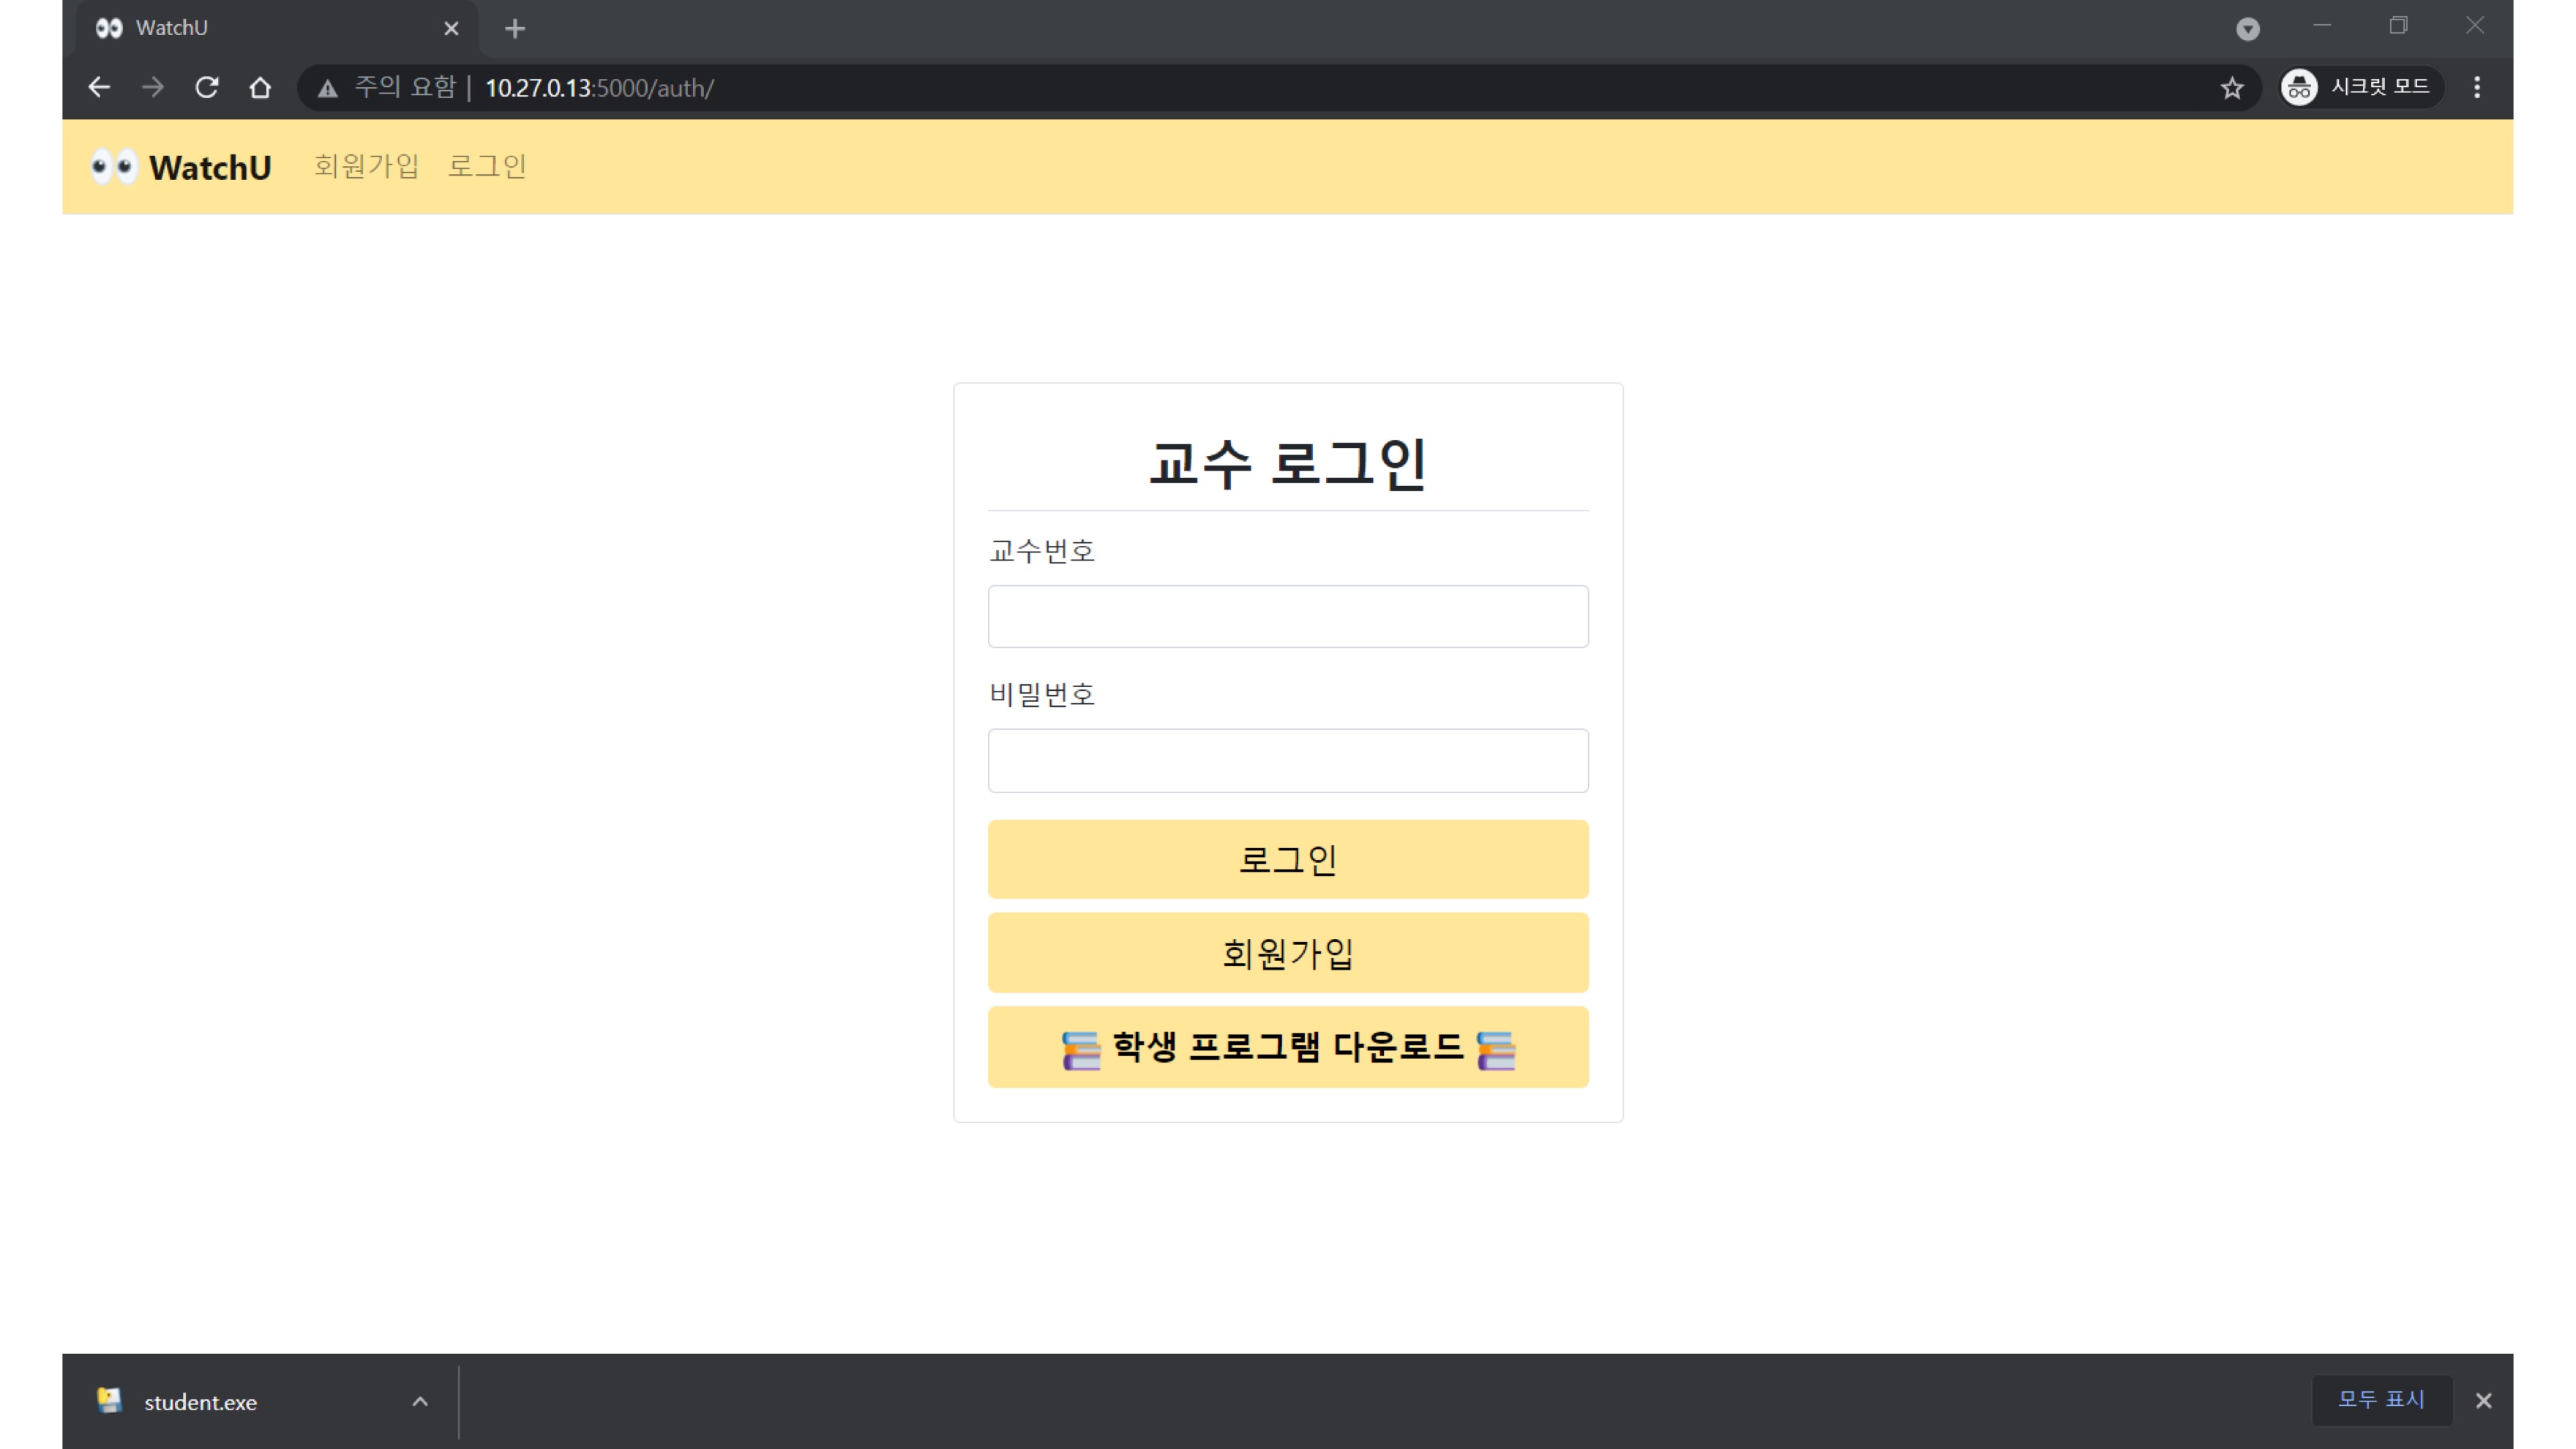 WatchU
주의 요함 | 10.27.0.13:5000/auth/
시크릿 모드
WatchU 회원가입 로그인
교수 로그인
교수번호
비밀번호
로그인
회원가입
학생 프로그램 다운로드
student.exe
모두 표시